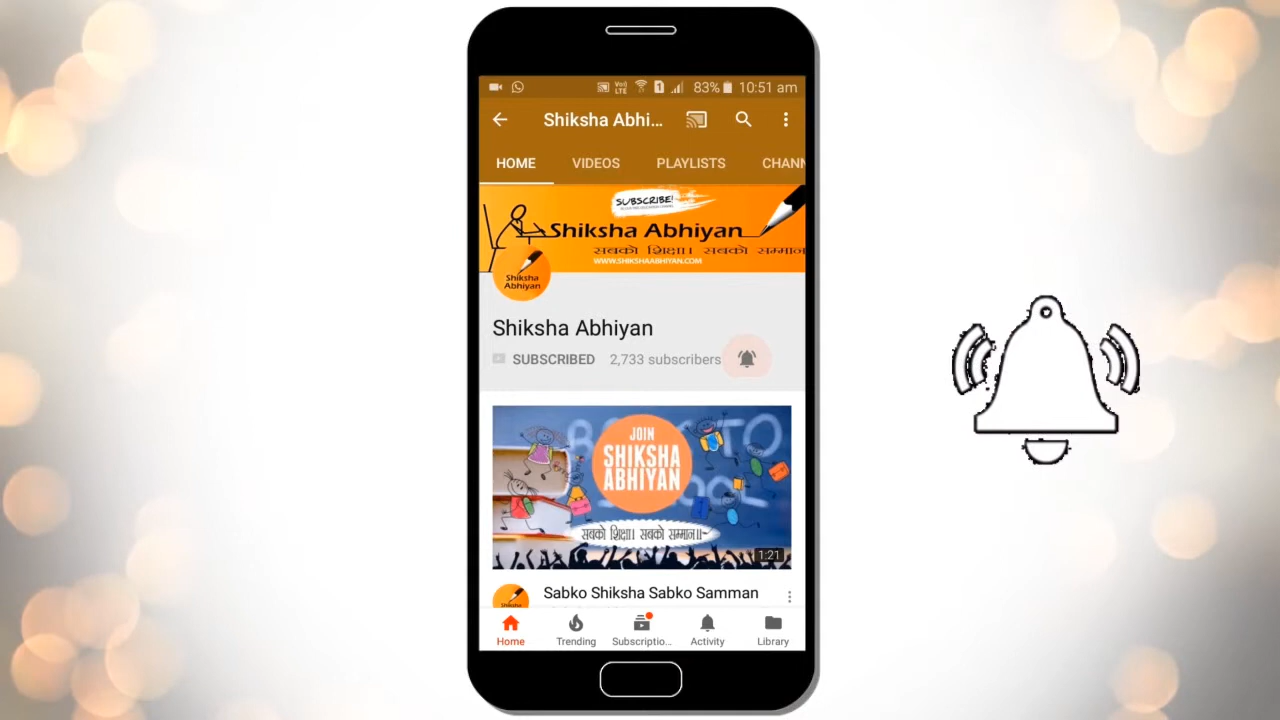 83% 10:51 am
Shiksha Abhi...
HOME VIDEOS PLAYLISTS CHANN
SUBSCRIBE!
Shiksha Abhiyan
सबको शिक्षा। सबको सम्मान
WWW.SHIKSHAABHIYAN.COM
Shiksha
Abhiyan
Shiksha Abhiyan
SUBSCRIBED 2,733 subscribers
JOIN
SHIKSHA
ABHIYAN
सबको शिक्षा। सबको सम्मान॥~
1:21
Sabko Shiksha Sabko Samman
Shiksha
Home Trending Subscriptio... Activity Library